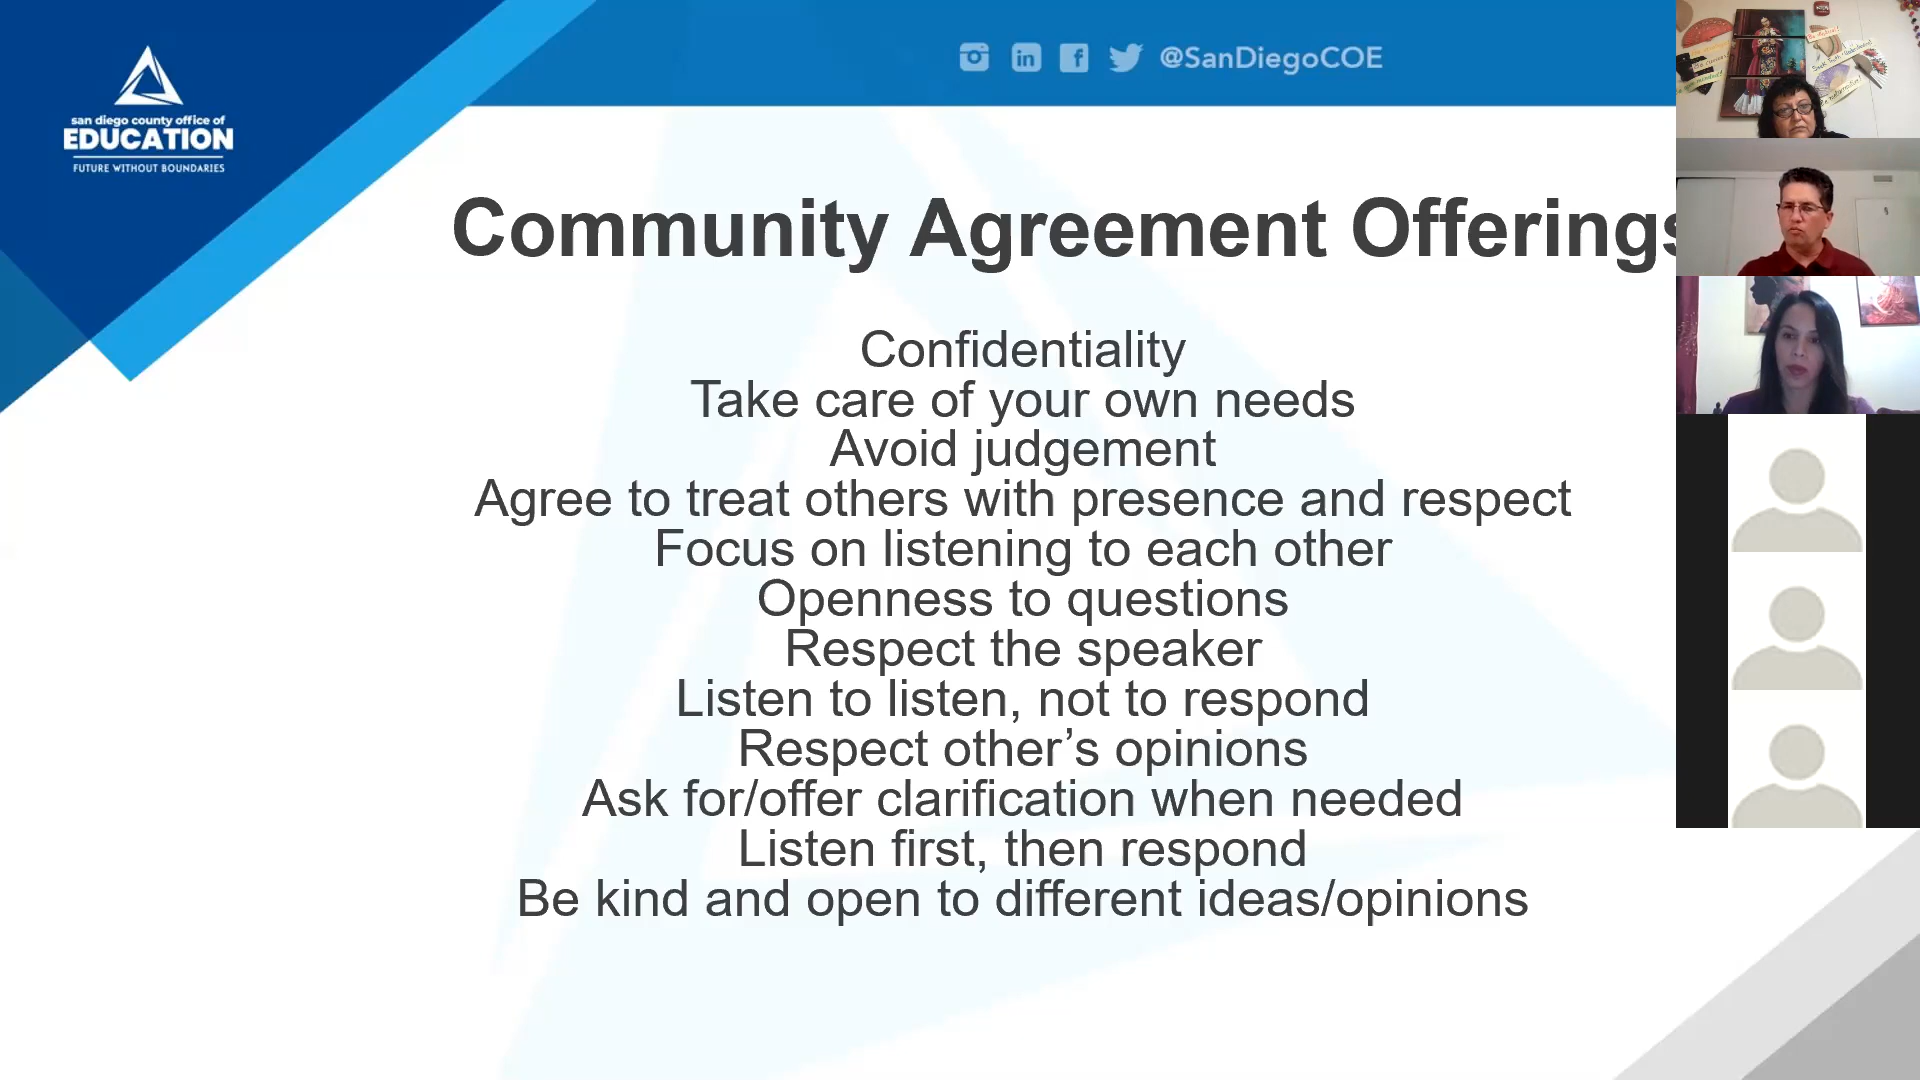 @SanDiegoCOE
san diego county office of
EDUCATION
FUTURE WITHOUT BOUNDARIES
Community Agreement Offerings
Confidentiality
Take care of your own needs
Avoid judgement
Agree to treat others with presence and respect
Focus on listening to each other
Openness to questions
Respect the speaker
Listen to listen, not to respond
Respect other’s opinions
Ask for/offer clarification when needed
Listen first, then respond
Be kind and open to different ideas/opinions